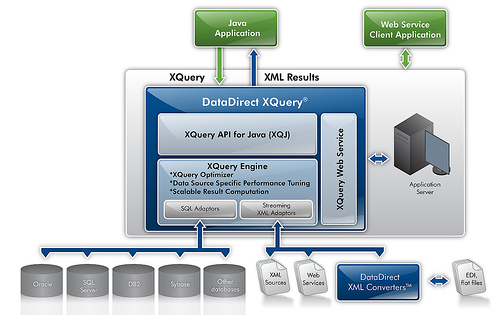 Java
Application
Web Service
Client Application
XQuery
XML Results
DataDirect XQuery®
XQuery API for Java (XQJ)
XQuery Engine
*XQuery Optimizer
*Data Source Specific Performance Tuning
*Scalable Result Computation
SQL Adaptors
Streaming
XML Adaptors
XQuery Web Service
Application
Server
Oracle
SQL
Server
DB2
Sybase
Other
databases
XML
Sources
Web
Services
DataDirect
XML Converters™
EDI,
flat files